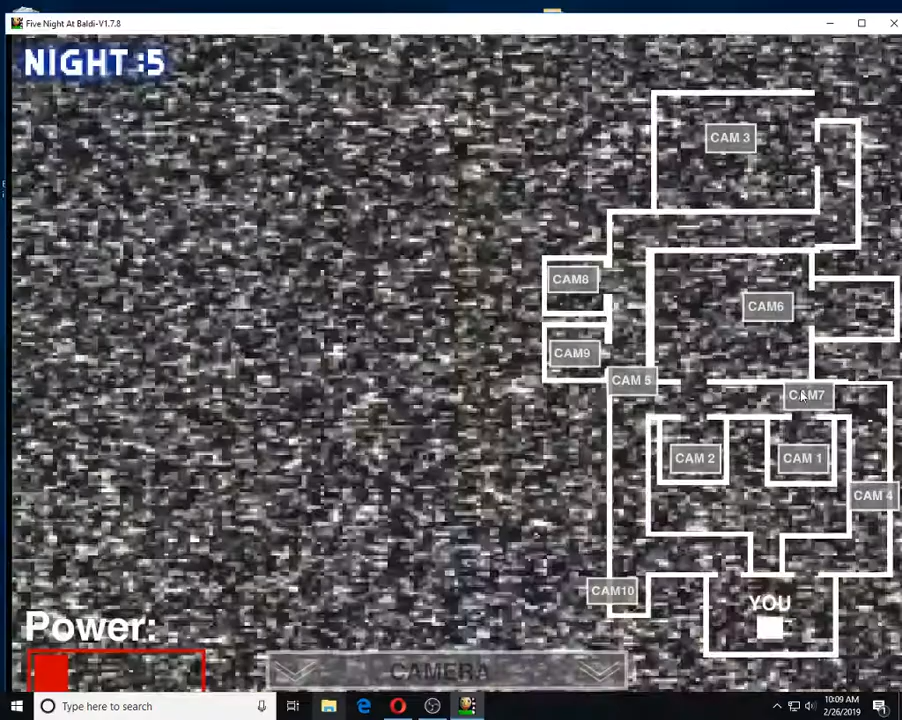 Five Night At Baldi-V1.7.8
NIGHT :5
CAM 3
CAM8
CAM6
CAM9
CAM 5
CAM7
CAM 2
CAM 1
CAM 4
CAM10
YOU
Power:
CAMERA
Type here to search
10:09 AM
2/26/2019